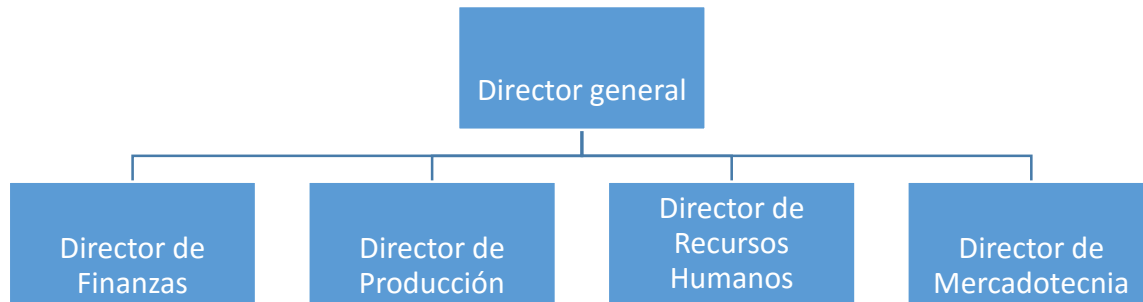 Director general
Director de
Finanzas
Director de
Producción
Director de
Recursos
Humanos
Director de
Mercadotecnia